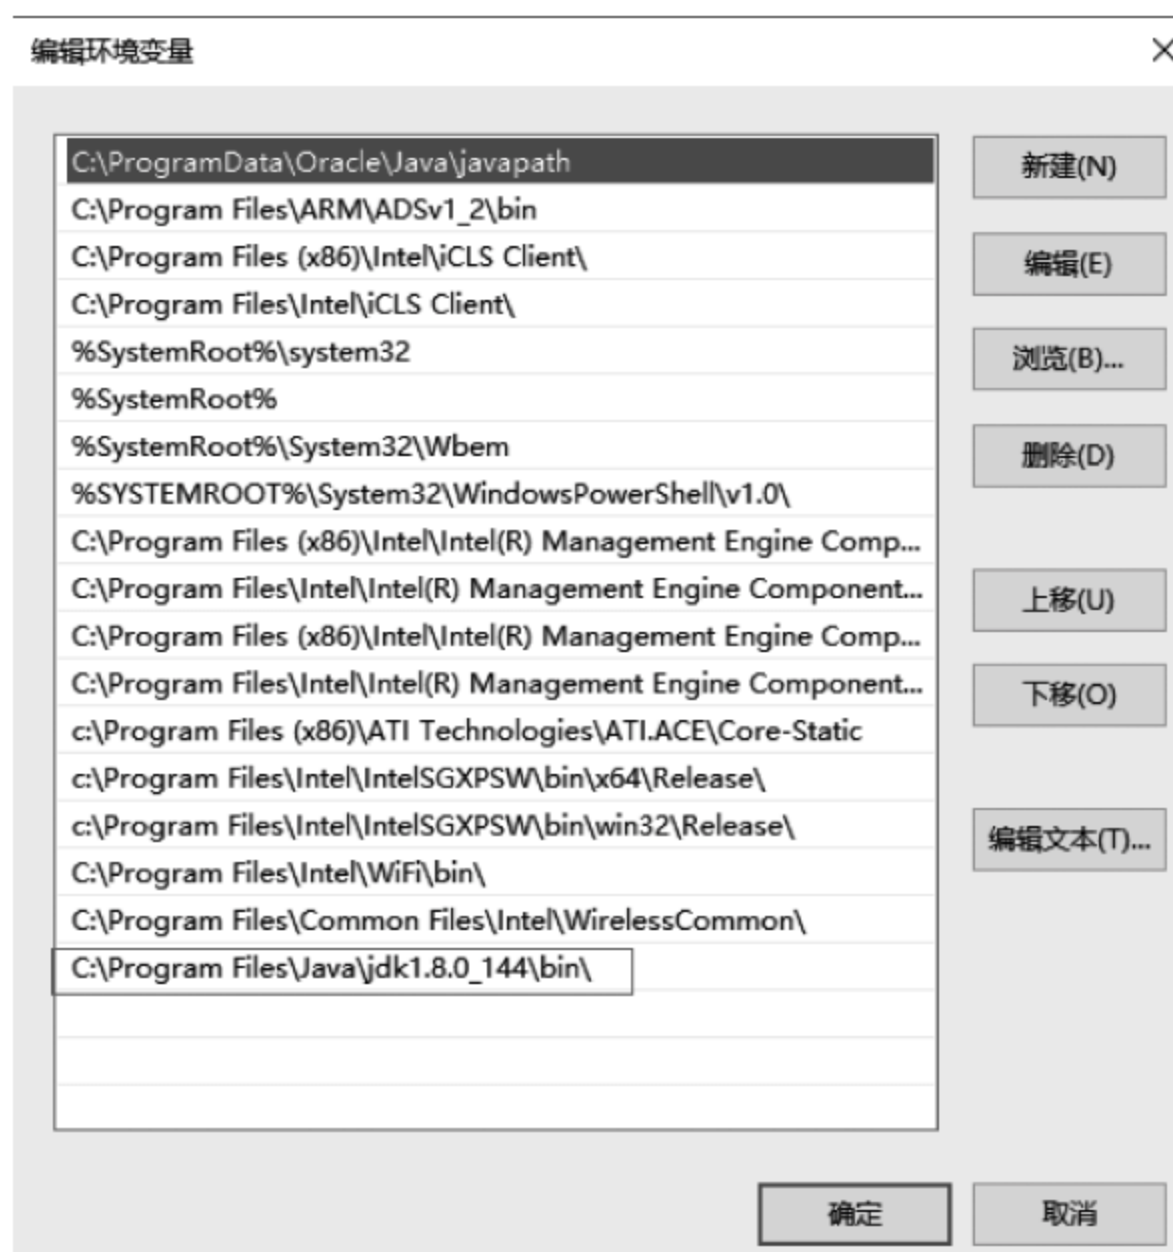 编辑环境变量
C:\ProgramData\Oracle\Java\javapath
C:\Program Files\ARM\ADSv1_2\bin
C:\Program Files (x86)\Intel\iCLS Client\
C:\Program Files\Intel\iCLS Client\
%SystemRoot%\system32
%SystemRoot%
%SystemRoot%\System32\Wbem
%SYSTEMROOT%\System32\WindowsPowerShell\v1.0\
C:\Program Files (x86)\Intel\Intel(R) Management Engine Comp...
C:\Program Files\Intel\Intel(R) Management Engine Component...
C:\Program Files (x86)\Intel\Intel(R) Management Engine Comp...
C:\Program Files\Intel\Intel(R) Management Engine Component...
c:\Program Files (x86)\ATI Technologies\ATI.ACE\Core-Static
c:\Program Files\Intel\IntelSGXPSW\bin\x64\Release\
c:\Program Files\Intel\IntelSGXPSW\bin\win32\Release\
C:\Program Files\Intel\WiFi\bin\
C:\Program Files\Common Files\Intel\WirelessCommon\
C:\Program Files\Java\jdk1.8.0_144\bin\
新建(N)
编辑(E)
浏览(B)...
删除(D)
上移(U)
下移(O)
编辑文本(T)...
确定
取消